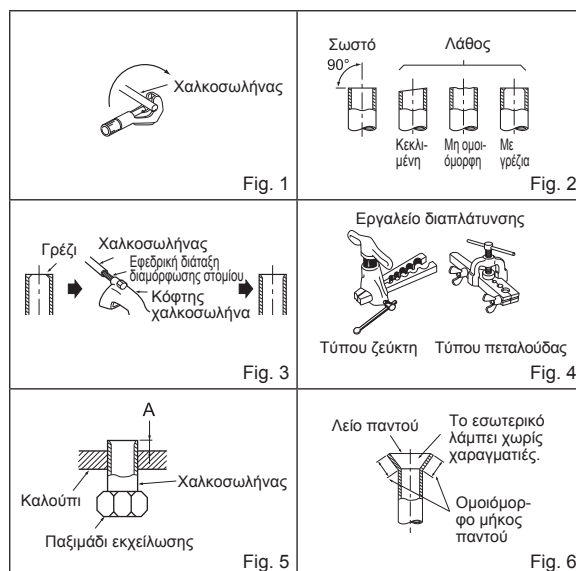 Χαλκοσωλήνας
Fig. 1
Σωστό
Λάθος
90°
Κεκλι-
μένη
Μη ομοι-
όμορφη
Με
γρέζια
Fig. 2
Γρέζι
Χαλκοσωλήνας
Εφεδρική διάταξη
διαμόρφωσης στομίου
Κόφτης
χαλκοσωλήνα
Fig. 3
Εργαλείο διαπλάτυνσης
Τύπου ζεύκτη
Τύπου πεταλούδας
Fig. 4
A
Καλούπι
Χαλκοσωλήνας
Παξιμάδι εκχείλωσης
Fig. 5
Λείο παντού
Το εσωτερικό
λάμπει χωρίς
χαραγματιές.
Ομοιόμορ-
φο μήκος
παντού
Fig. 6